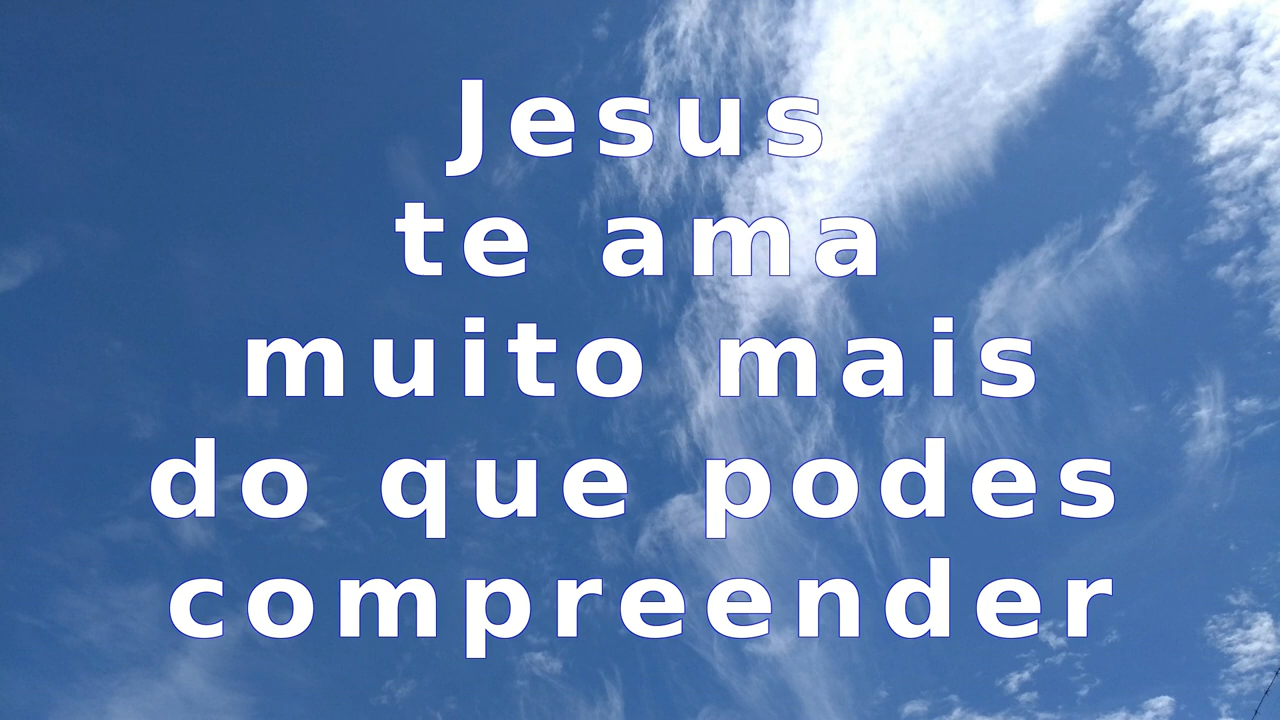 Jesus
te ama
muito mais
do que podes
compreender